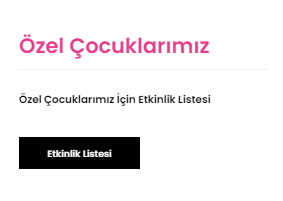 Özel Çocuklarımız
Özel Çocuklarımız İçin Etkinlik Listesi
Etkinlik Listesi